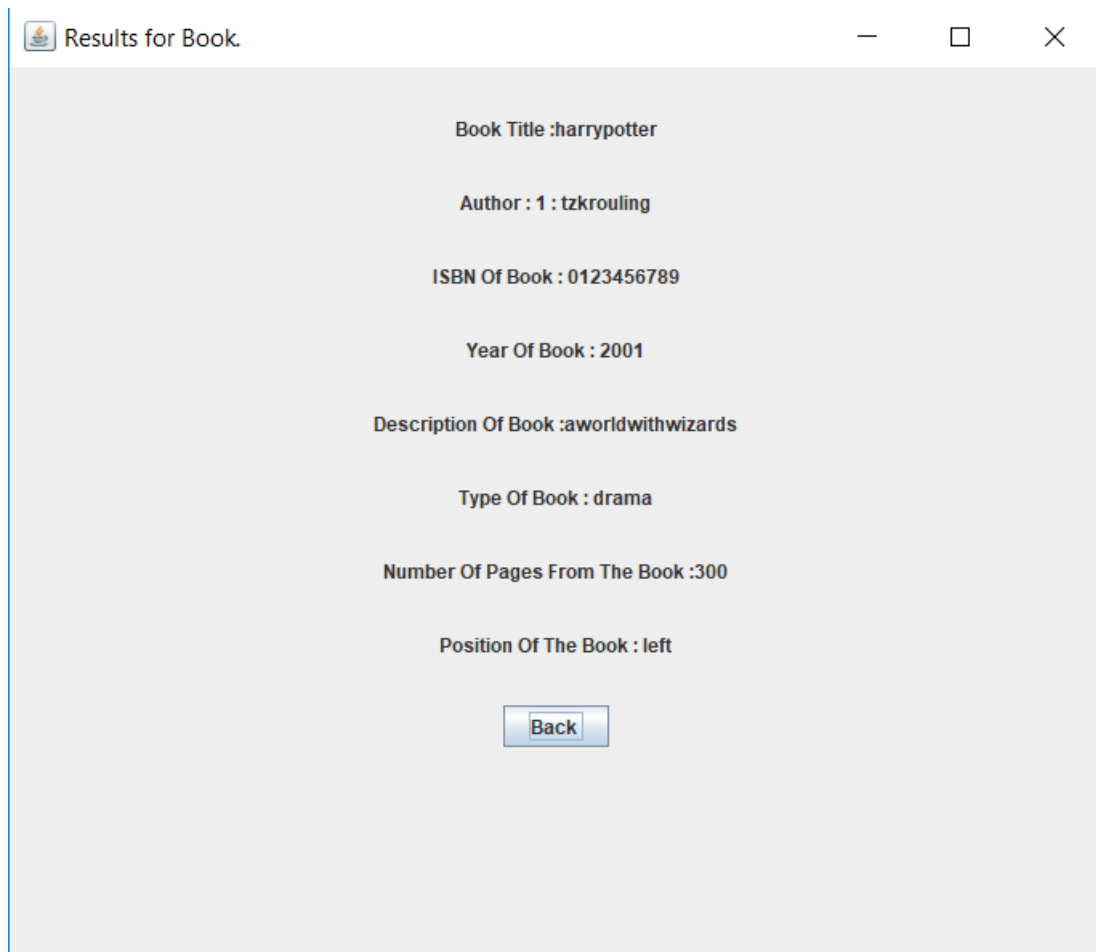 Results for Book.
Book Title :harrypotter
Author : 1 : tzkrouling
ISBN Of Book : 0123456789
Year Of Book : 2001
Description Of Book :aworldwithwizards
Type Of Book : drama
Number Of Pages From The Book :300
Position Of The Book : left
Back